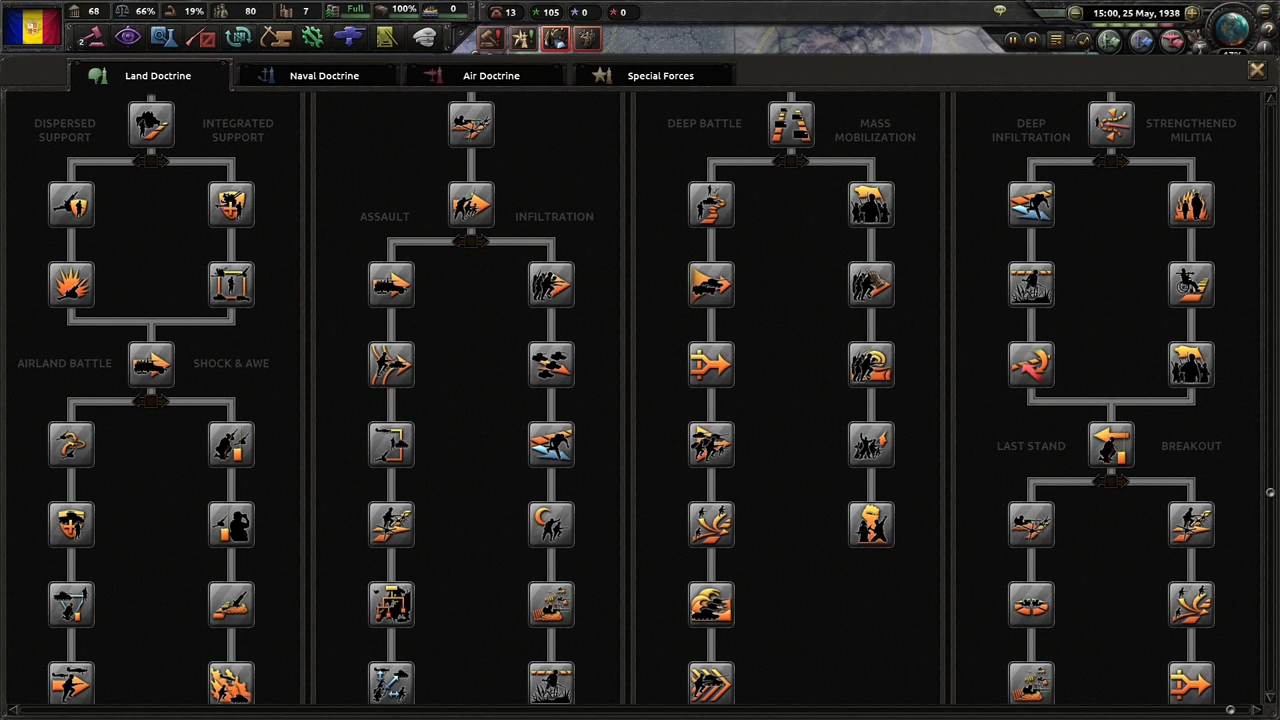 68 66% 19% 80 7 Full 100% 0 13 105 0 0 15:00, 25 May, 1938
2
Land Doctrine Naval Doctrine Air Doctrine Special Forces
DISPERSED SUPPORT
INTEGRATED SUPPORT
AIRLAND BATTLE
SHOCK & AWE
ASSAULT
INFILTRATION
DEEP BATTLE
MASS MOBILIZATION
DEEP INFILTRATION
STRENGTHENED MILITIA
LAST STAND
BREAKOUT